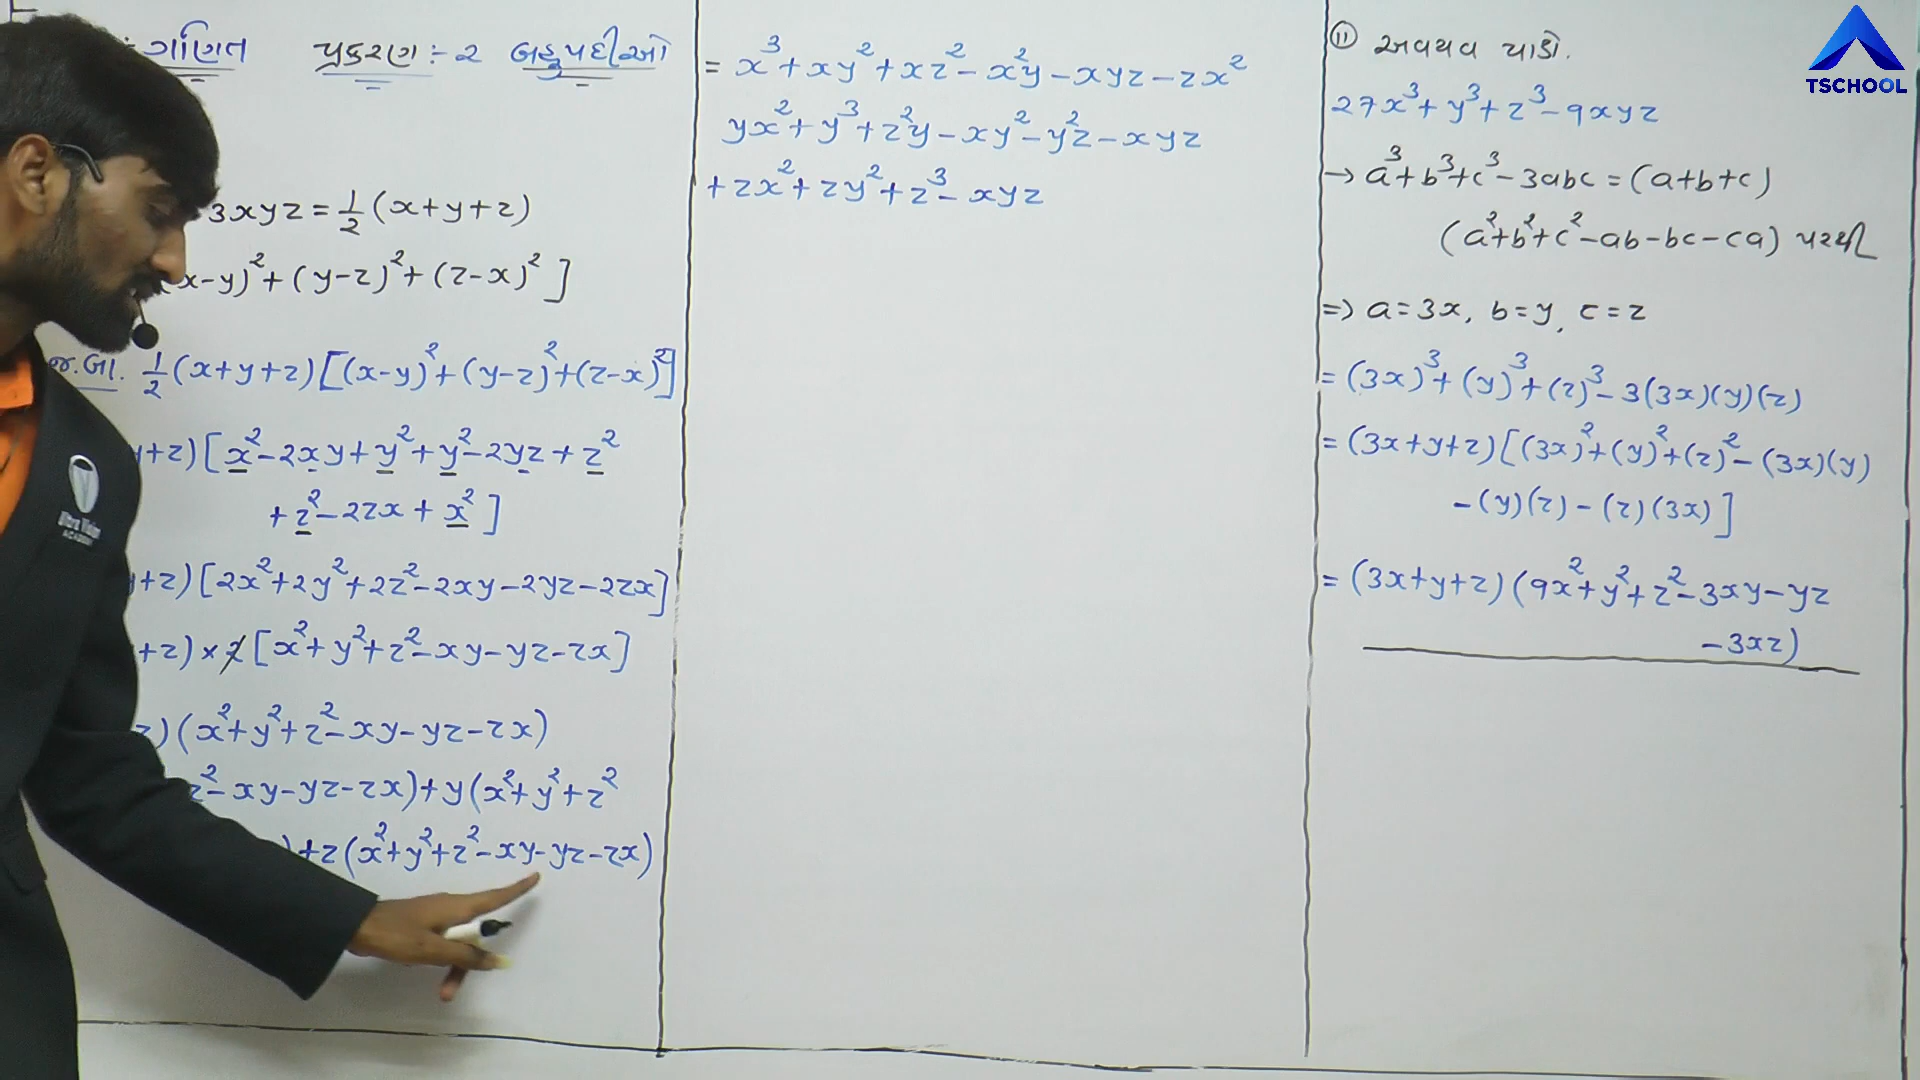 : ગણિત પ્રકરણ :- ૨ બહુપદીઓ
3xyz = 1/2 (x+y+z)
x-y)² + (y-z)² + (z-x)² ]
જ.બા. 1/2 (x+y+z) [(x-y)² + (y-z)² + (z-x)²]
y+z) [x² - 2xy + y² + y² - 2yz + z²
+ z² - 2zx + x² ]
y+z) [2x² + 2y² + 2z² - 2xy - 2yz - 2zx]
+z) × 2 [x² + y² + z² - xy - yz - zx]
z) (x² + y² + z² - xy - yz - zx)
z² - xy - yz - zx) + y (x² + y² + z²
) + z (x² + y² + z² - xy - yz - zx)
= x³ + xy² + xz² - x²y - xyz - zx²
yx² + y³ + z²y - xy² - y²z - xyz
+ zx² + zy² + z³ - xyz
⑪ અવયવ પાડો.
27x³ + y³ + z³ - 9xyz
→ a³ + b³ + c³ - 3abc = (a+b+c)
(a² + b² + c² - ab - bc - ca) પરથી
=> a = 3x, b = y, c = z
= (3x)³ + (y)³ + (z)³ - 3(3x)(y)(z)
= (3x+y+z) [(3x)² + (y)² + (z)² - (3x)(y)
- (y)(z) - (z)(3x)]
= (3x+y+z) (9x² + y² + z² - 3xy - yz
- 3xz)
TSCHOOL
Ultra Vision
ACADEMY